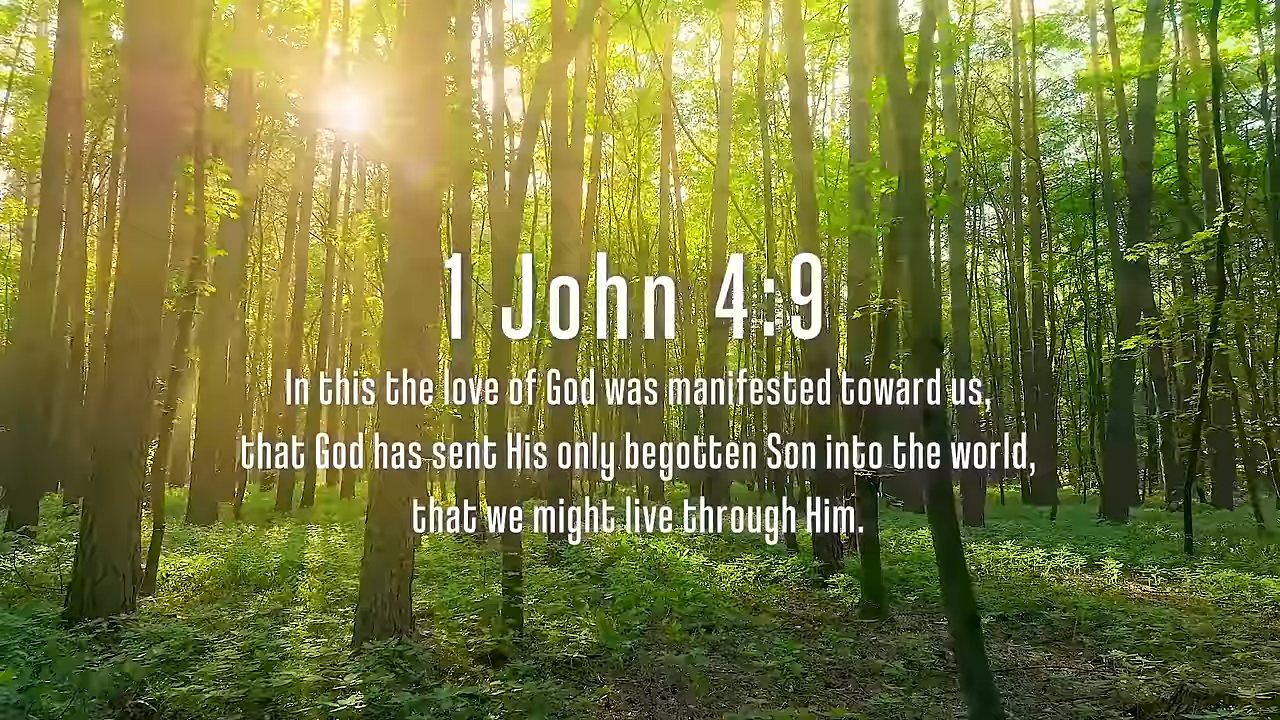 1 John 4:9
In this the love of God was manifested toward us,
that God has sent His only begotten Son into the world,
that we might live through Him.